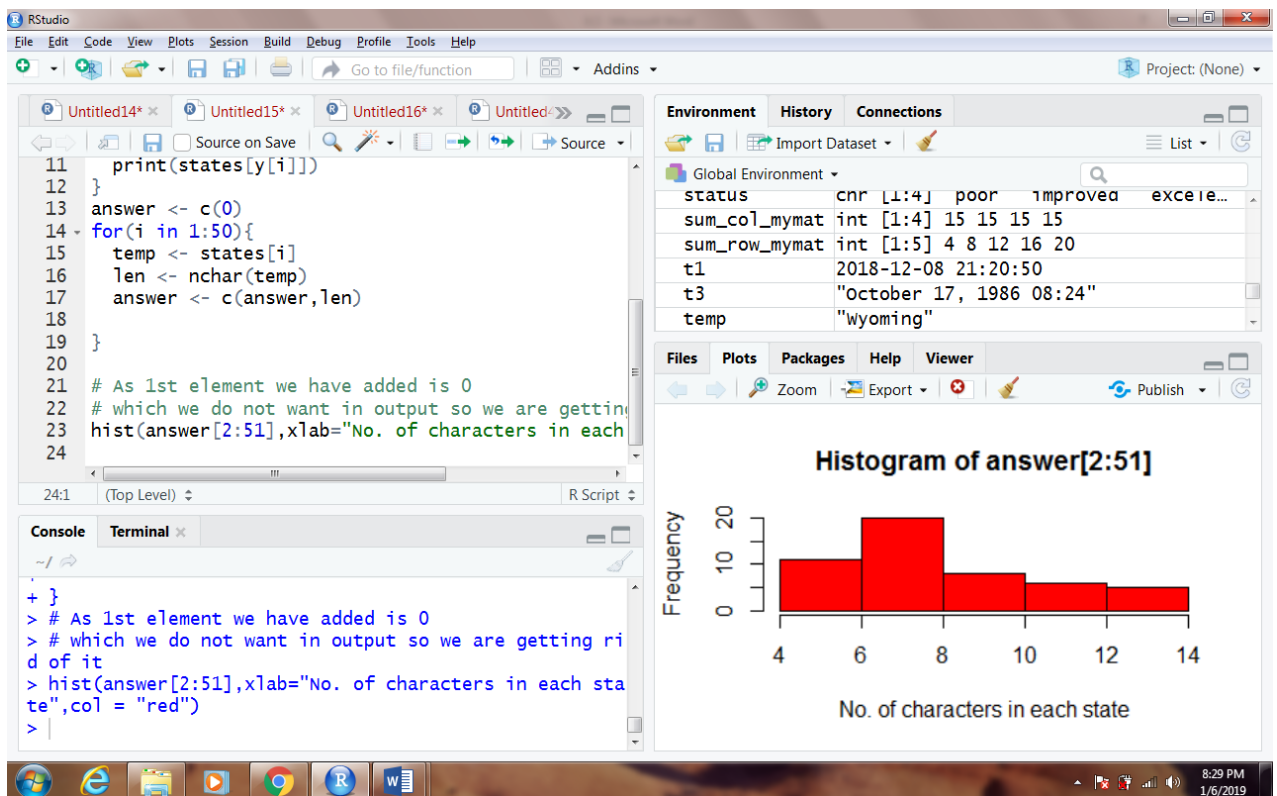 RStudio
File Edit Code View Plots Session Build Debug Profile Tools Help
Go to file/function
Addins
Project: (None)
Untitled14* Untitled15* Untitled16*
Source on Save Source
11 print(states[y[i]])
12 }
13 answer <- c(0)
14 for(i in 1:50){
15 temp <- states[i]
16 len <- nchar(temp)
17 answer <- c(answer,len)
18
19 }
20
21 # As 1st element we have added is 0
22 # which we do not want in output so we are getting
23 hist(answer[2:51],xlab="No. of characters in each
24
24:1 (Top Level) R Script
Console Terminal
~/
+ }
> # As 1st element we have added is 0
> # which we do not want in output so we are getting ri
d of it
> hist(answer[2:51],xlab="No. of characters in each sta
te",col = "red")
>
Environment History Connections
Import Dataset List
Global Environment
status chr [1:4] poor improved excele…
sum_col_mymat int [1:4] 15 15 15 15
sum_row_mymat int [1:5] 4 8 12 16 20
t1 2018-12-08 21:20:50
t3 "October 17, 1986 08:24"
temp "Wyoming"
Files Plots Packages Help Viewer
Zoom Export Publish
Histogram of answer[2:51]
Frequency
0 10 20
4 6 8 10 12 14
No. of characters in each state
8:29 PM
1/6/2019